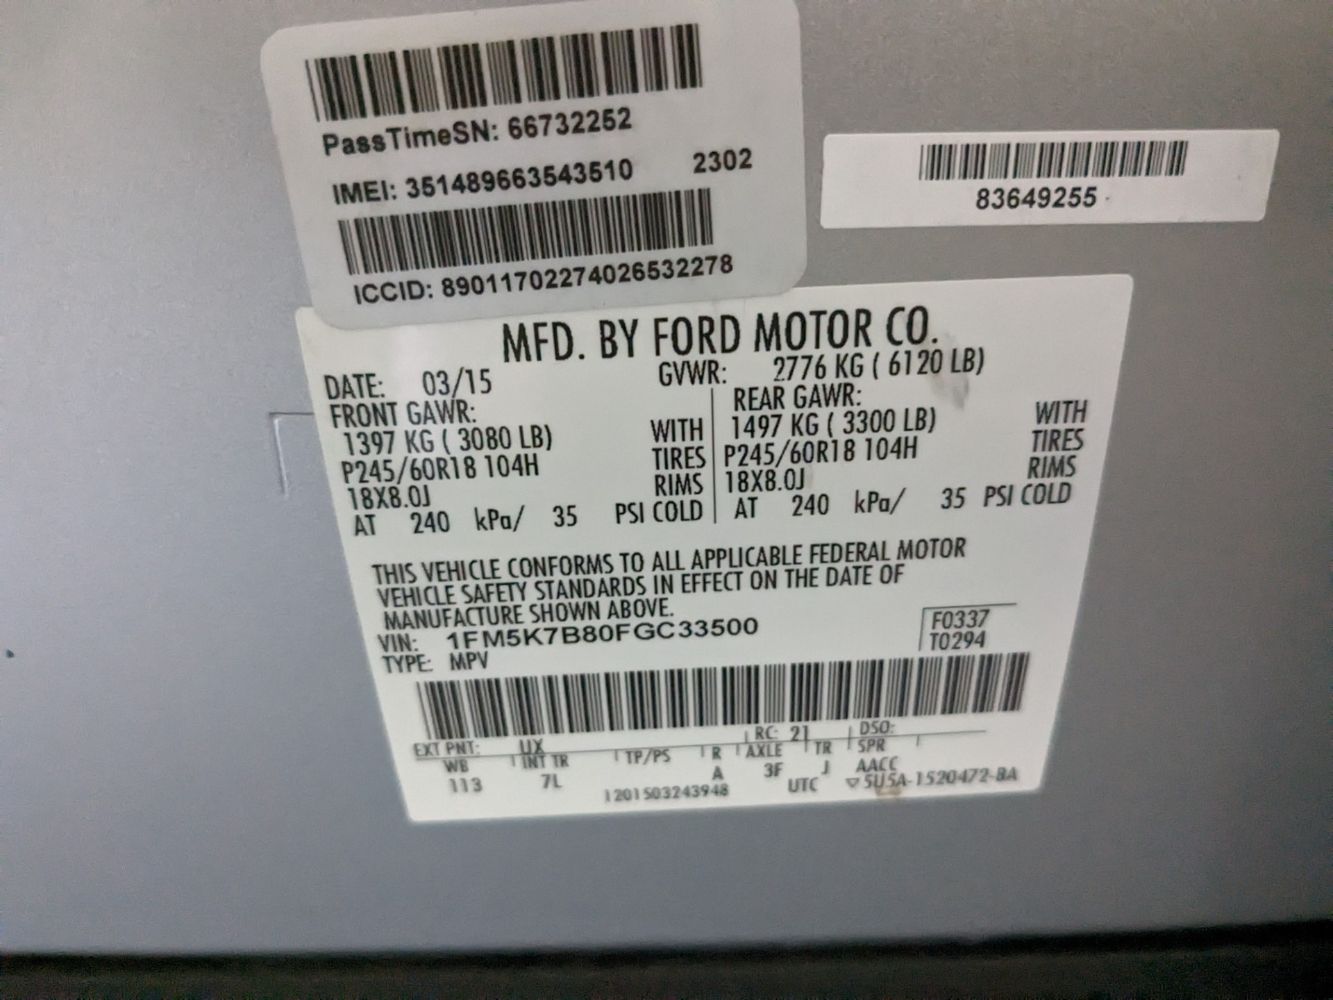 PassTimeSN: 66732252
IMEI: 351489663543510 2302
ICCID: 89011702274026532278
83649255
MFD. BY FORD MOTOR CO.
DATE: 03/15 GVWR: 2776 KG ( 6120 LB)
FRONT GAWR: REAR GAWR:
1397 KG ( 3080 LB) WITH 1497 KG ( 3300 LB) WITH
P245/60R18 104H TIRES P245/60R18 104H TIRES
18X8.0J RIMS 18X8.0J RIMS
AT 240 kPa/ 35 PSI COLD AT 240 kPa/ 35 PSI COLD
THIS VEHICLE CONFORMS TO ALL APPLICABLE FEDERAL MOTOR
VEHICLE SAFETY STANDARDS IN EFFECT ON THE DATE OF
MANUFACTURE SHOWN ABOVE.
VIN: 1FM5K7B80FGC33500 F0337
TYPE: MPV T0294
EXT PNT: UX RC: 21 DSO:
WB INT TR TP/PS R AXLE TR SPR
113 7L A 3F J AACC
1201503243948 UTC ▽5U5A-1520472-BA